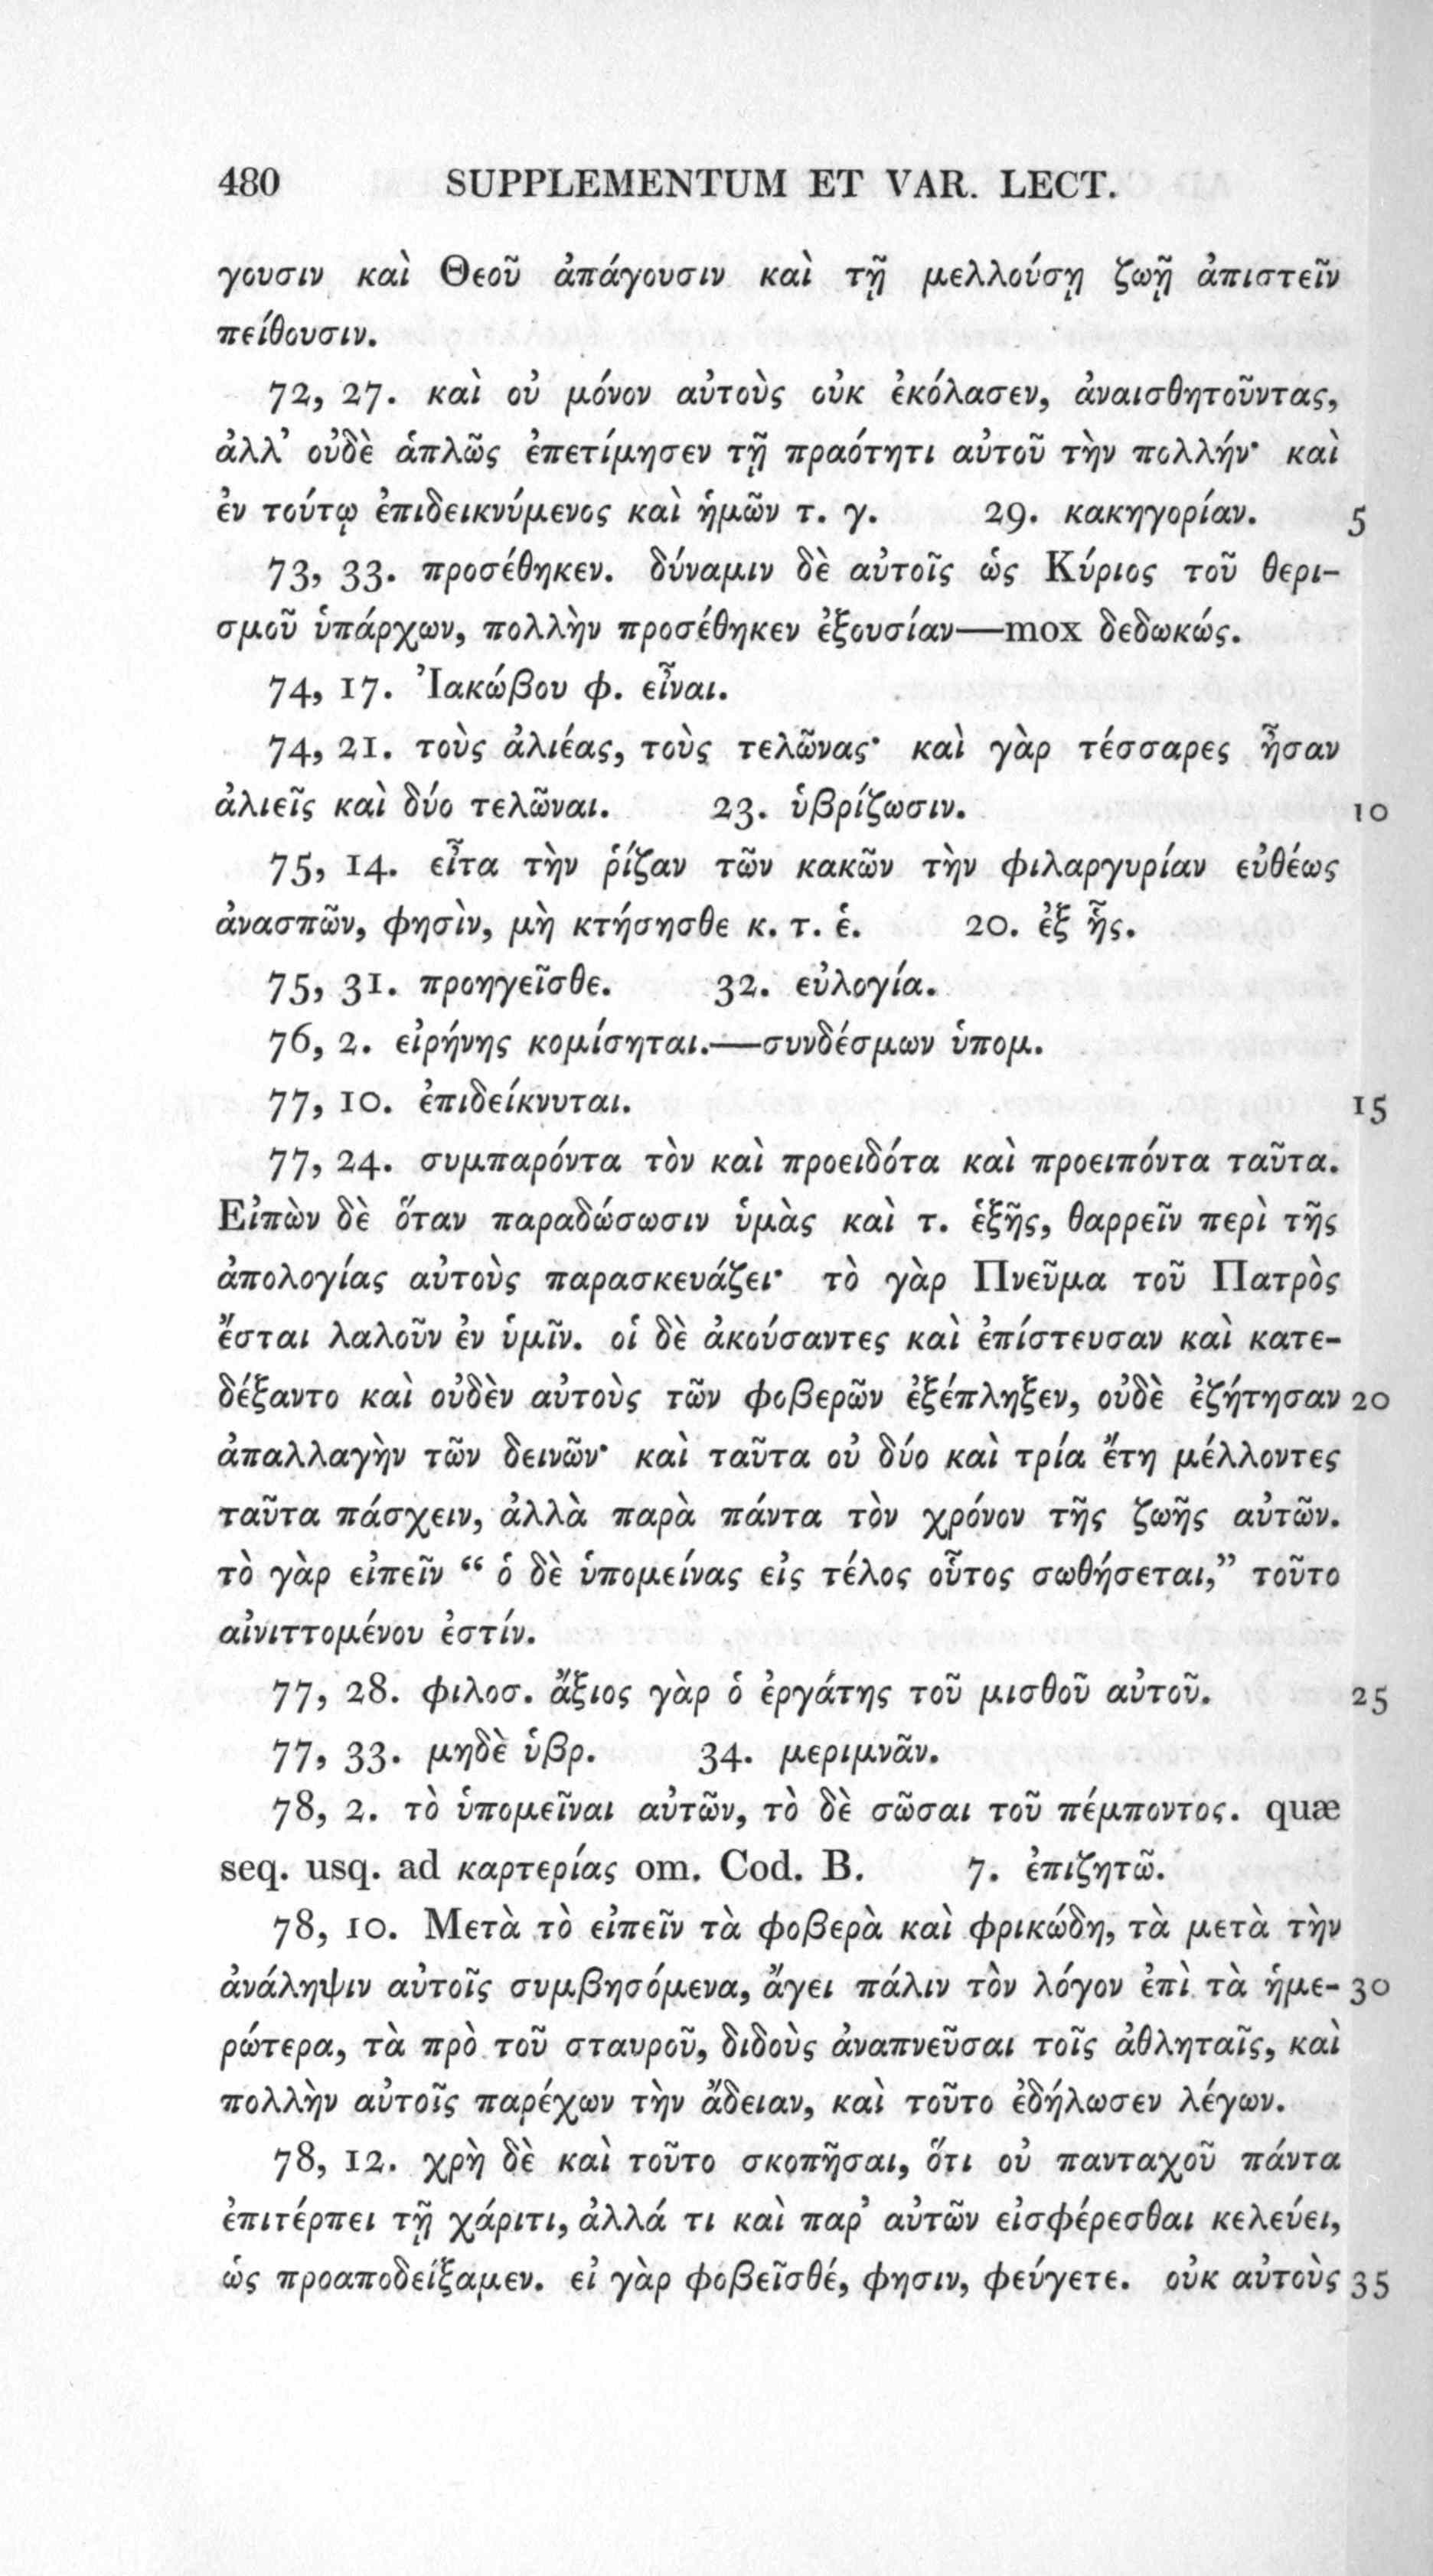 480 SUPPLEMENTUM ET VAR. LECT.
γουσιν καὶ Θεοῦ ἀπάγουσιν καὶ τῇ μελλούσῃ ζωῇ ἀπιστεῖν
πείθουσιν.
72, 27. καὶ οὐ μόνον αὐτοὺς οὐκ ἐκόλασεν, ἀναισθητοῦντας,
ἀλλ’ οὐδὲ ἁπλῶς ἐπετίμησεν τῇ πραότητι αὐτοῦ τὴν πολλήν· καὶ
ἐν τούτῳ ἐπιδεικνύμενος καὶ ἡμῶν τ. γ. 29. κακηγορίαν. 5
73, 33. προσέθηκεν. δύναμιν δὲ αὐτοῖς ὡς Κύριος τοῦ θερι-
σμοῦ ὑπάρχων, πολλὴν προσέθηκεν ἐξουσίαν—mox δεδωκώς.
74, 17. Ἰακώβου φ. εἶναι.
74, 21. τοὺς ἁλιέας, τοὺς τελῶνας· καὶ γὰρ τέσσαρες ἦσαν
ἁλιεῖς καὶ δύο τελῶναι. 23. ὑβρίζωσιν. 10
75, 14. εἶτα τὴν ῥίζαν τῶν κακῶν τὴν φιλαργυρίαν εὐθέως
ἀνασπῶν, φησὶν, μὴ κτήσησθε κ. τ. ἑ. 20. ἐξ ἧς.
75, 31. προηγεῖσθε. 32. εὐλογία.
76, 2. εἰρήνης κομίσηται.—συνδέσμων ὑπομ.
77, 10. ἐπιδείκνυται. 15
77, 24. συμπαρόντα τὸν καὶ προειδότα καὶ προειπόντα ταῦτα.
Εἰπὼν δὲ ὅταν παραδώσωσιν ὑμὰς καὶ τ. ἑξῆς, θαρρεῖν περὶ τῆς
ἀπολογίας αὐτοὺς παρασκευάζει· τὸ γὰρ Πνεῦμα τοῦ Πατρὸς
ἔσται λαλοῦν ἐν ὑμῖν. οἱ δὲ ἀκούσαντες καὶ ἐπίστευσαν καὶ κατε-
δέξαντο καὶ οὐδὲν αὐτοὺς τῶν φοβερῶν ἐξέπληξεν, οὐδὲ ἐζήτησαν 20
ἀπαλλαγὴν τῶν δεινῶν· καὶ ταῦτα οὐ δύο καὶ τρία ἔτη μέλλοντες
ταῦτα πάσχειν, ἀλλὰ παρὰ πάντα τὸν χρόνον τῆς ζωῆς αὐτῶν.
τὸ γὰρ εἰπεῖν “ ὁ δὲ ὑπομείνας εἰς τέλος οὗτος σωθήσεται,” τοῦτο
αἰνιττομένου ἐστίν.
77, 28. φιλοσ. ἄξιος γὰρ ὁ ἐργάτης τοῦ μισθοῦ αὐτοῦ. 25
77, 33. μηδὲ ὑβρ. 34. μεριμνᾶν.
78, 2. τὸ ὑπομεῖναι αὐτῶν, τὸ δὲ σῶσαι τοῦ πέμποντος. quæ
seq. usq. ad καρτερίας om. Cod. B. 7. ἐπιζητῶ.
78, 10. Μετὰ τὸ εἰπεῖν τὰ φοβερὰ καὶ φρικώδη, τὰ μετὰ τὴν
ἀνάληψιν αὐτοῖς συμβησόμενα, ἄγει πάλιν τὸν λόγον ἐπὶ τὰ ἡμε- 30
ρώτερα, τὰ πρὸ τοῦ σταυροῦ, διδοὺς ἀναπνεῦσαι τοῖς ἀθληταῖς, καὶ
πολλὴν αὐτοῖς παρέχων τὴν ἄδειαν, καὶ τοῦτο ἐδήλωσεν λέγων.
78, 12. χρὴ δὲ καὶ τοῦτο σκοπῆσαι, ὅτι οὐ πανταχοῦ πάντα
ἐπιτέρπει τῇ χάριτι, ἀλλά τι καὶ παρ’ αὐτῶν εἰσφέρεσθαι κελεύει,
ὡς προαποδείξαμεν. εἰ γὰρ φοβεῖσθέ, φησιν, φεύγετε. οὐκ αὐτοὺς 35